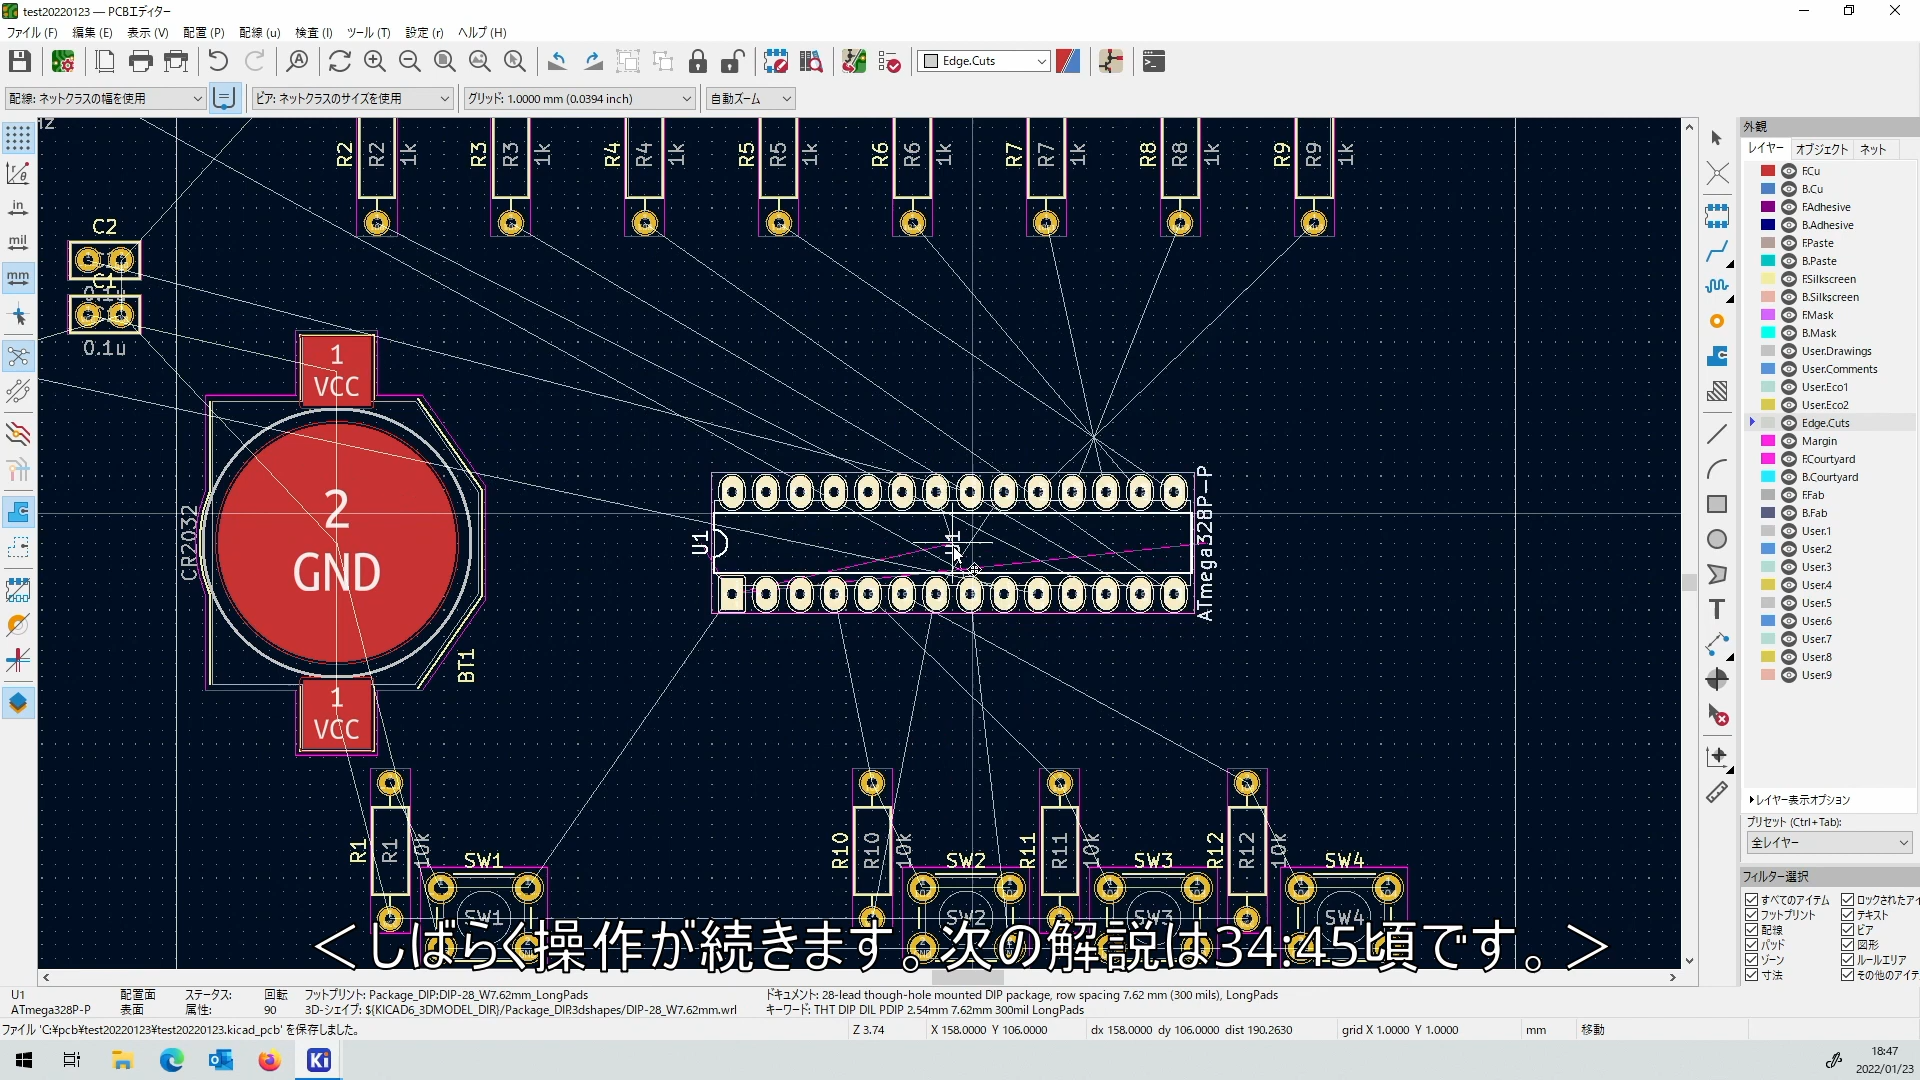 test20220123 — PCBエディター
ファイル (F) 編集 (E) 表示 (V) 配置 (P) 配線 (u) 検査 (I) ツール (T) 設定 (r) ヘルプ (H)
Edge.Cuts
配線: ネットクラスの幅を使用 ビア: ネットクラスのサイズを使用 グリッド: 1.0000 mm (0.0394 inch) 自動ズーム
in
mil
mm
R2 R2 1k R3 R3 1k R4 R4 1k R5 R5 1k R6 R6 1k R7 R7 1k R8 R8 1k R9 R9 1k
C2
C1
0.1u
0.1u
1
VCC
2
GND
1
VCC
CR2032
BT1
U1
U1
ATmega328P-P
R1 R1 10k R10 R10 10k R11 R11 10k R12 R12 10k
SW1 SW2 SW3 SW4
SW1 SW2 SW3 SW4
＜しばらく操作が続きます。次の解説は34:45頃です。＞
外観
レイヤー オブジェクト ネット
F.Cu
B.Cu
F.Adhesive
B.Adhesive
F.Paste
B.Paste
F.Silkscreen
B.Silkscreen
F.Mask
B.Mask
User.Drawings
User.Comments
User.Eco1
User.Eco2
Edge.Cuts
Margin
F.Courtyard
B.Courtyard
F.Fab
B.Fab
User.1
User.2
User.3
User.4
User.5
User.6
User.7
User.8
User.9
レイヤー表示オプション
プリセット (Ctrl+Tab):
全レイヤー
フィルター選択
すべてのアイテム ロックされたアイ
フットプリント テキスト
配線 ビア
パッド 図形
ゾーン ルールエリア
寸法 その他のアイテ
U1 配置面 ステータス: 回転 フットプリント: Package_DIP:DIP-28_W7.62mm_LongPads ドキュメント: 28-lead though-hole mounted DIP package, row spacing 7.62 mm (300 mils), LongPads
ATmega328P-P 表面 属性: 90 3D-シェイプ: ${KICAD6_3DMODEL_DIR}/Package_DIP.3dshapes/DIP-28_W7.62mm.wrl キーワード: THT DIP DIL PDIP 2.54mm 7.62mm 300mil LongPads
ファイル 'C:¥pcb¥test20220123¥test20220123.kicad_pcb' を保存しました。 Z 3.74 X 158.0000 Y 106.0000 dx 158.0000 dy 106.0000 dist 190.2630 grid X 1.0000 Y 1.0000 mm 移動
Ki
18:47
2022/01/23